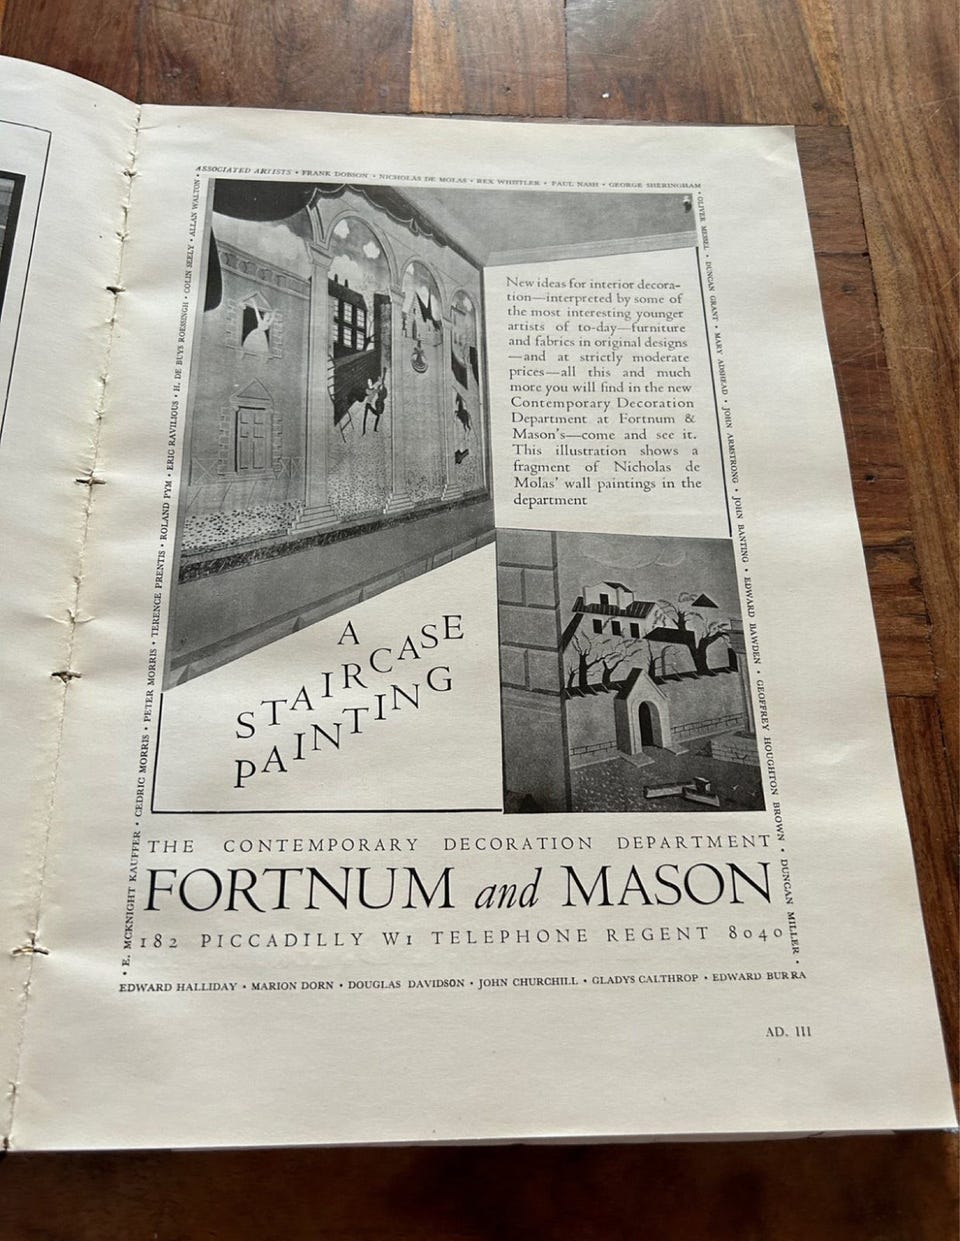 ASSOCIATED ARTISTS • FRANK DOBSON • NICHOLAS DE MOLAS • REX WHISTLER • PAUL NASH • GEORGE SHERINGHAM
• OLIVER MESSEL • DUNCAN GRANT • MARY ADSHEAD • JOHN ARMSTRONG • JOHN BANTING • EDWARD BAWDEN • GEOFFREY HOUGHTON BROWN • DUNCAN MILLER •
EDWARD HALLIDAY • MARION DORN • DOUGLAS DAVIDSON • JOHN CHURCHILL • GLADYS CALTHROP • EDWARD BURRA
• E. MCKNIGHT KAUFFER • CEDRIC MORRIS • PETER MORRIS • TERENCE PRENTIS • ROLAND PYM • ERIC RAVILIOUS • H. DE BUYS ROESSINGH • COLIN SEELY • ALLAN WALTON •
New ideas for interior decora-
tion—interpreted by some of
the most interesting younger
artists of to-day—furniture
and fabrics in original designs
—and at strictly moderate
prices—all this and much
more you will find in the new
Contemporary Decoration
Department at Fortnum &
Mason's—come and see it.
This illustration shows a
fragment of Nicholas de
Molas' wall paintings in the
department
A
STAIRCASE
PAINTING
THE CONTEMPORARY DECORATION DEPARTMENT
FORTNUM and MASON
182 PICCADILLY W1 TELEPHONE REGENT 8040
AD. III